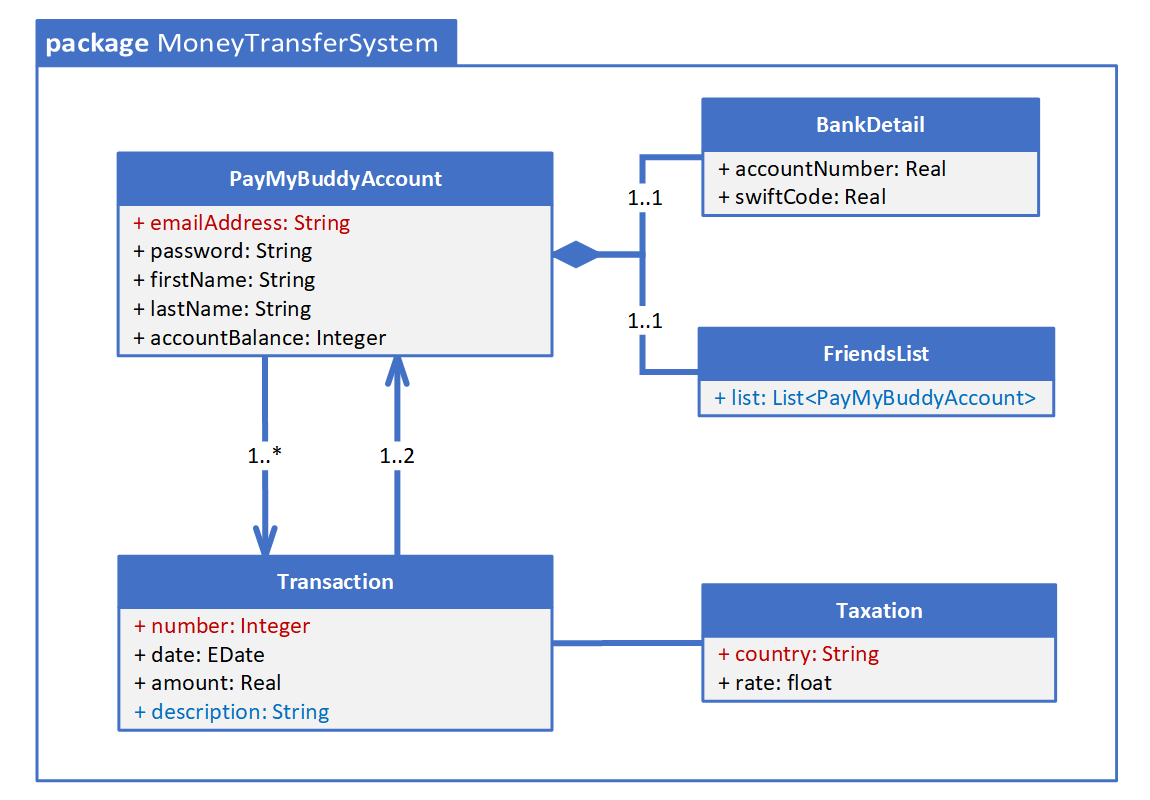 package MoneyTransferSystem
PayMyBuddyAccount
+ emailAddress: String
+ password: String
+ firstName: String
+ lastName: String
+ accountBalance: Integer
BankDetail
+ accountNumber: Real
+ swiftCode: Real
1..1
1..1
FriendsList
+ list: List<PayMyBuddyAccount>
1..*
1..2
Transaction
+ number: Integer
+ date: EDate
+ amount: Real
+ description: String
Taxation
+ country: String
+ rate: float